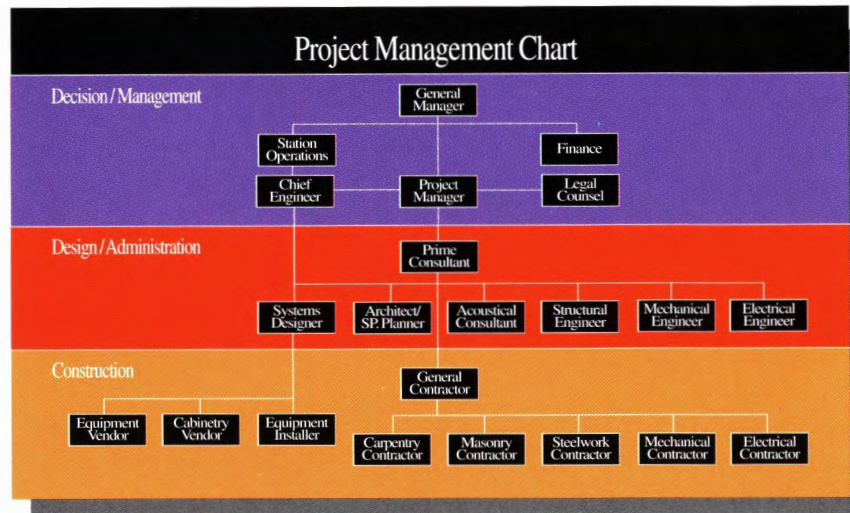 Project Management Chart
Decision / Management
General
Manager
Station
Operations
Finance
Chief
Engineer
Project
Manager
Legal
Counsel
Design / Administration
Prime
Consultant
Systems
Designer
Architect/
SP. Planner
Acoustical
Consultant
Structural
Engineer
Mechanical
Engineer
Electrical
Engineer
Construction
General
Contractor
Equipment
Vendor
Cabinetry
Vendor
Equipment
Installer
Carpentry
Contractor
Masonry
Contractor
Steelwork
Contractor
Mechanical
Contractor
Electrical
Contractor